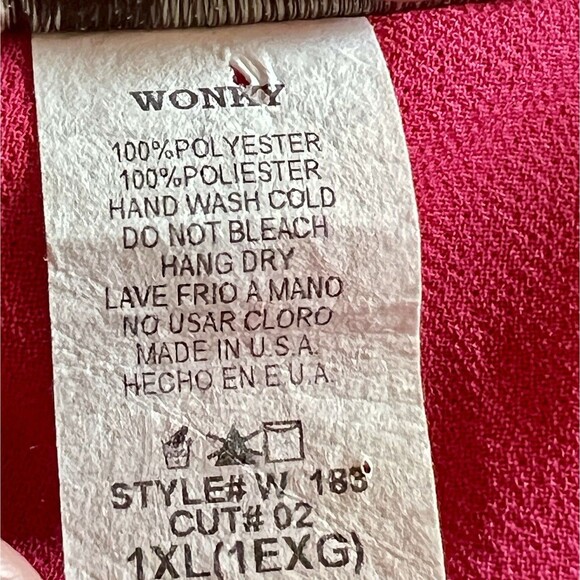 WONKY
100%POLYESTER
100%POLIESTER
HAND WASH COLD
DO NOT BLEACH
HANG DRY
LAVE FRIO A MANO
NO USAR CLORO
MADE IN U.S.A.
HECHO EN E.U.A.
STYLE# W 183
CUT# 02
1XL(1EXG)